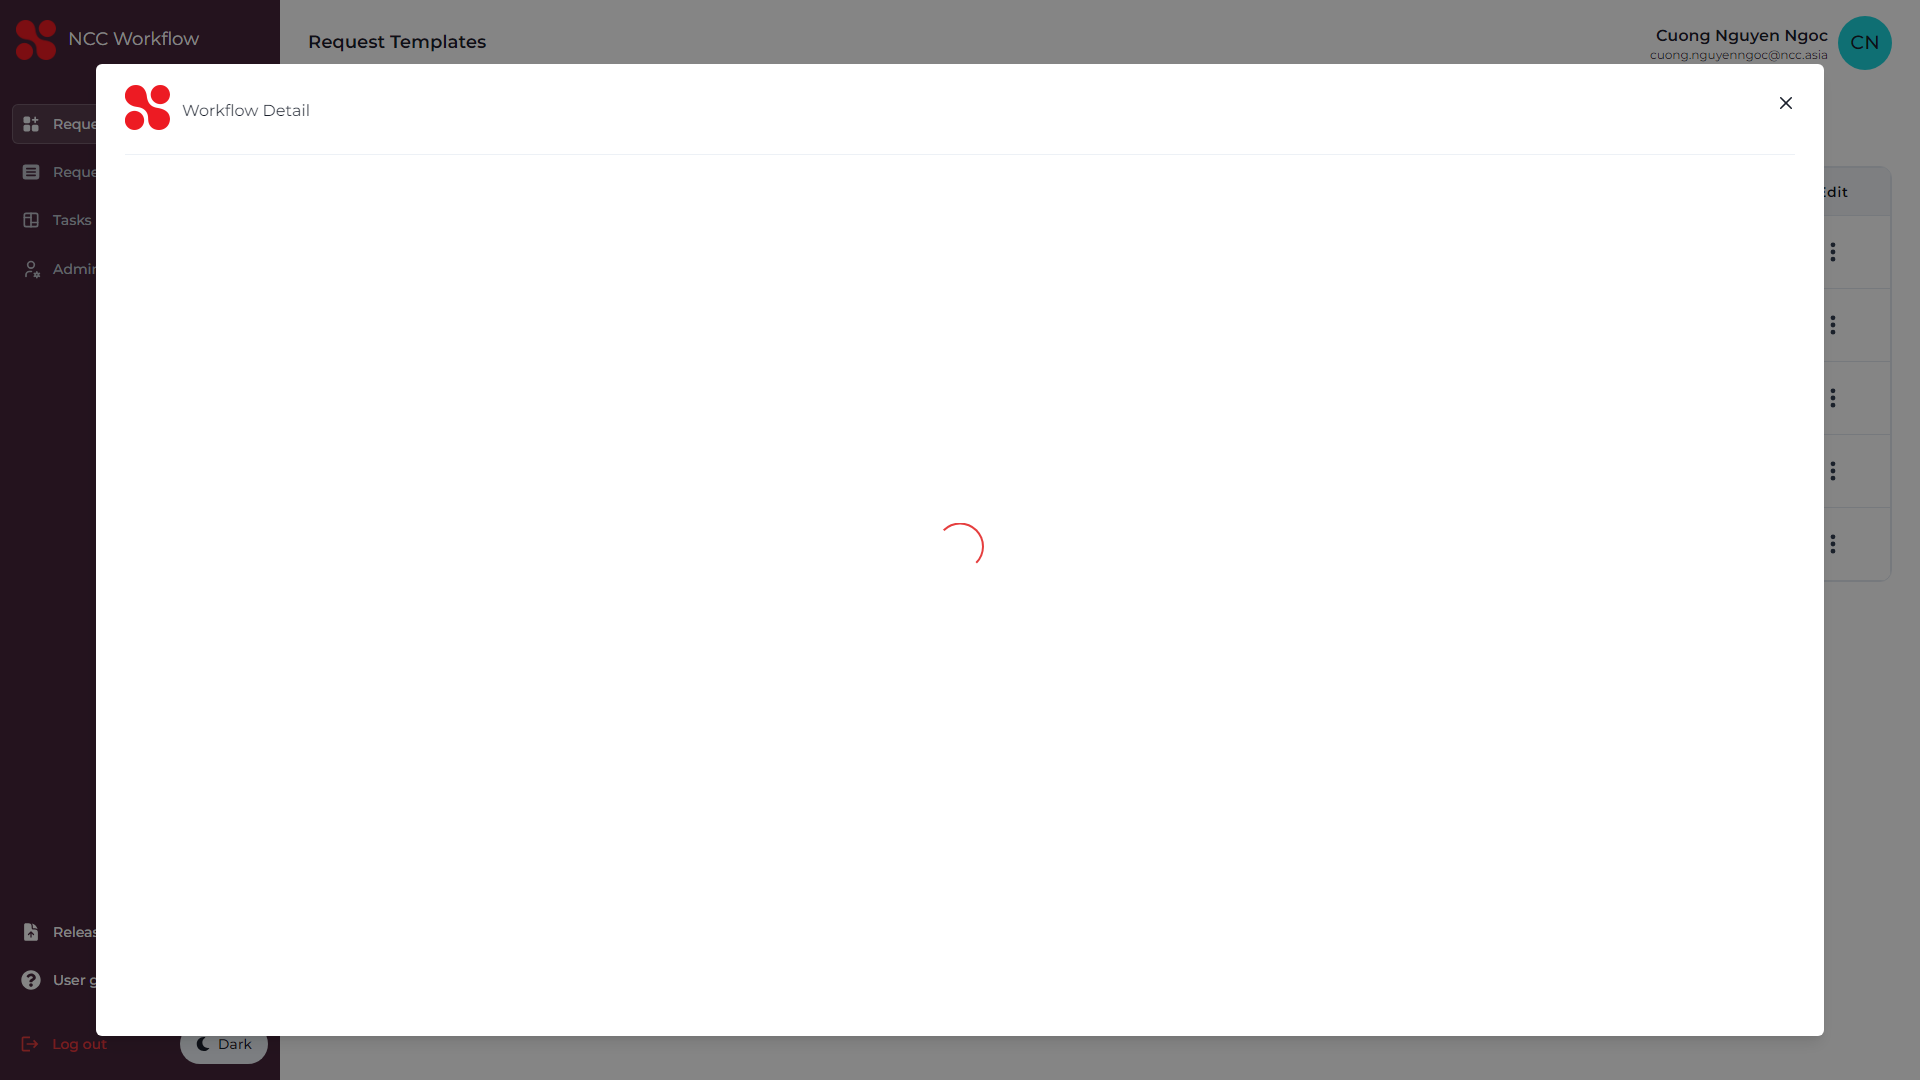 NCC Workflow
Request Templates
Cuong Nguyen Ngoc
cuong.nguyenngoc@ncc.asia
CN
Workflow Detail
Reque
Reque
Tasks
Admin
Edit
Releas
User g
Log out
Dark